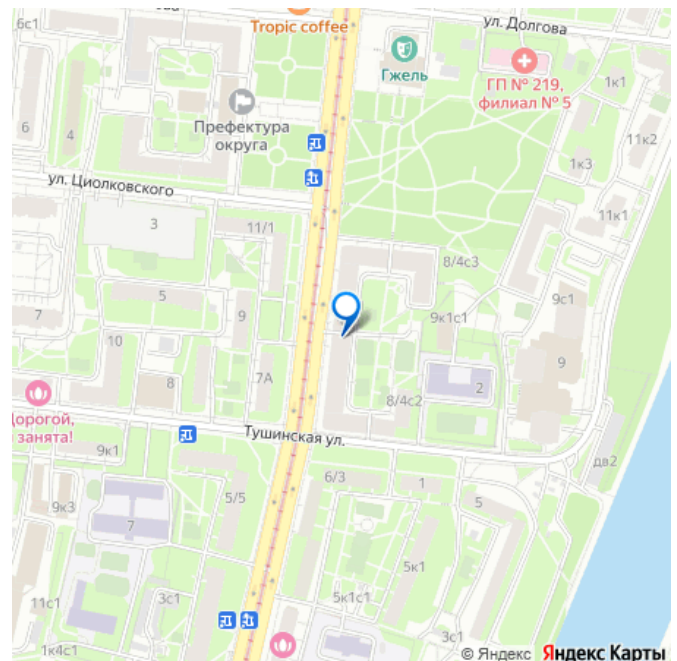 6с1
Tropic coffee
ул. Долгова
Гжель
ГП № 219,
филиал № 5
1к1
Префектура
округа
6
4
11к2
1к3
ул. Циолковского
11к1
3
11/1
8/4с3
5
9
7
9с1
9к1с1
10
9
8
7А
2
8/4с2
Дорогой,
занята!
Тушинская ул.
9к1
дв2
6/3
1
5
5/5
9к3
7
5к1
11с1
3с1
5к1с1
3с1
1к4с1
© Яндекс Яндекс Карты